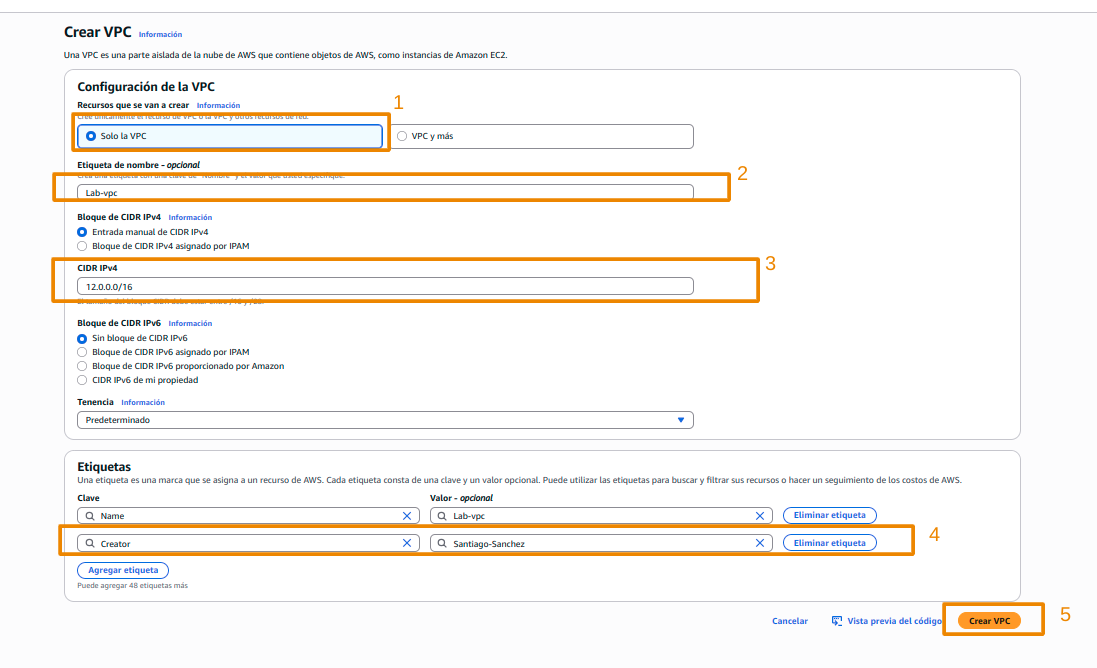 Crear VPC Información
Una VPC es una parte aislada de la nube de AWS que contiene objetos de AWS, como instancias de Amazon EC2.
Configuración de la VPC
Recursos que se van a crear Información
1
Cree únicamente el recurso de VPC o la VPC y otros recursos de red.
Solo la VPC
VPC y más
Etiqueta de nombre - opcional
Crea una etiqueta con una clave de "Nombre" y el valor que usted especifique.
2
Lab-vpc
Bloque de CIDR IPv4 Información
Entrada manual de CIDR IPv4
Bloque de CIDR IPv4 asignado por IPAM
3
CIDR IPv4
12.0.0.0/16
El tamaño del bloque CIDR debe estar entre /16 y /28.
Bloque de CIDR IPv6 Información
Sin bloque de CIDR IPv6
Bloque de CIDR IPv6 asignado por IPAM
Bloque de CIDR IPv6 proporcionado por Amazon
CIDR IPv6 de mi propiedad
Tenencia Información
Predeterminado
Etiquetas
Una etiqueta es una marca que se asigna a un recurso de AWS. Cada etiqueta consta de una clave y un valor opcional. Puede utilizar las etiquetas para buscar y filtrar sus recursos o hacer un seguimiento de los costos de AWS.
Clave Valor - opcional
Name Lab-vpc Eliminar etiqueta
Creator Santiago-Sanchez Eliminar etiqueta 4
Agregar etiqueta
Puede agregar 48 etiquetas más
Cancelar Vista previa del código Crear VPC 5